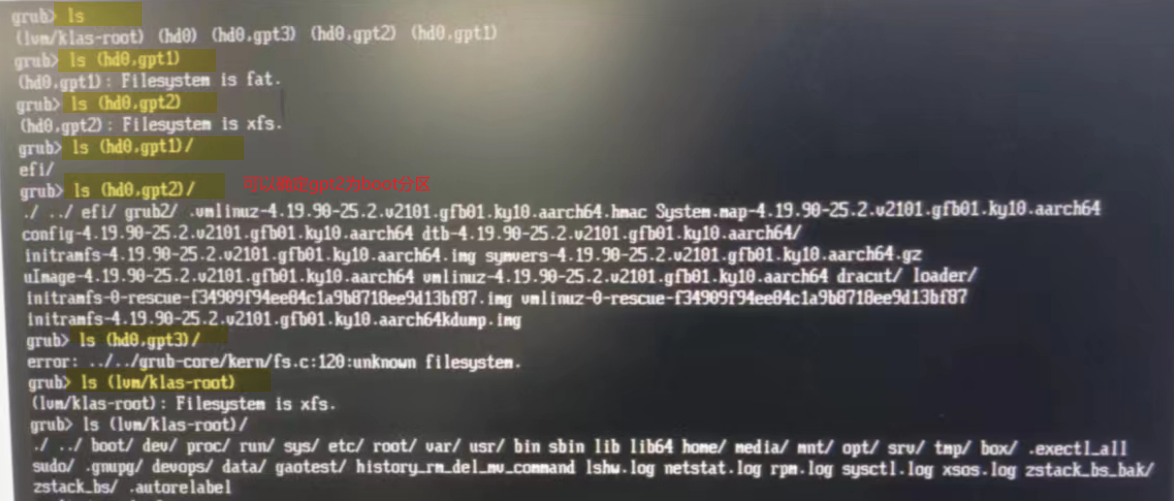 grub> ls
(lvm/klas-root) (hd0) (hd0,gpt3) (hd0,gpt2) (hd0,gpt1)
grub> ls (hd0,gpt1)
(hd0,gpt1): Filesystem is fat.
grub> ls (hd0,gpt2)
(hd0,gpt2): Filesystem is xfs.
grub> ls (hd0,gpt1)/
efi/
grub> ls (hd0,gpt2)/ 可以确定gpt2为boot分区
./ ../ efi/ grub2/ .vmlinuz-4.19.90-25.2.v2101.gfb01.ky10.aarch64.hmac System.map-4.19.90-25.2.v2101.gfb01.ky10.aarch64
config-4.19.90-25.2.v2101.gfb01.ky10.aarch64 dtb-4.19.90-25.2.v2101.gfb01.ky10.aarch64/
initramfs-4.19.90-25.2.v2101.gfb01.ky10.aarch64.img symvers-4.19.90-25.2.v2101.gfb01.ky10.aarch64.gz
uImage-4.19.90-25.2.v2101.gfb01.ky10.aarch64 vmlinuz-4.19.90-25.2.v2101.gfb01.ky10.aarch64 dracut/ loader/
initramfs-0-rescue-f34909f94ee84c1a9b8718ee9d13bf87.img vmlinuz-0-rescue-f34909f94ee84c1a9b8718ee9d13bf87
initramfs-4.19.90-25.2.v2101.gfb01.ky10.aarch64kdump.img
grub> ls (hd0,gpt3)/
error: ../../grub-core/kern/fs.c:120:unknown filesystem.
grub> ls (lvm/klas-root)
(lvm/klas-root): Filesystem is xfs.
grub> ls (lvm/klas-root)/
./ ../ boot/ dev/ proc/ run/ sys/ etc/ root/ var/ usr/ bin sbin lib lib64 home/ media/ mnt/ opt/ srv/ tmp/ box/ .exectl_all
sudo/ .gnupg/ devops/ data/ gaotest/ history_rm_del_mv_command lshw.log netstat.log rpm.log sysctl.log xsos.log zstack_bs_bak/
zstack_bs/ .autorelabel